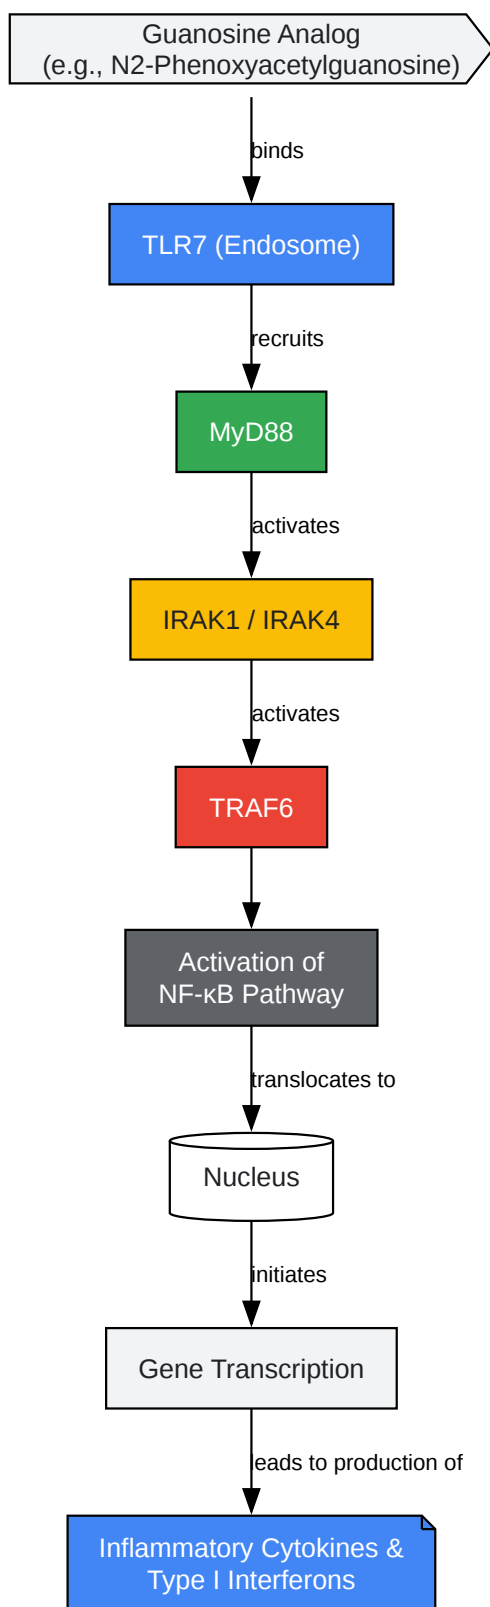 Guanosine Analog
(e.g., N2-Phenoxyacetylguanosine)
binds
TLR7 (Endosome)
recruits
MyD88
activates
IRAK1 / IRAK4
activates
TRAF6
Activation of
NF-κB Pathway
translocates to
Nucleus
initiates
Gene Transcription
leads to production of
Inflammatory Cytokines &
Type I Interferons